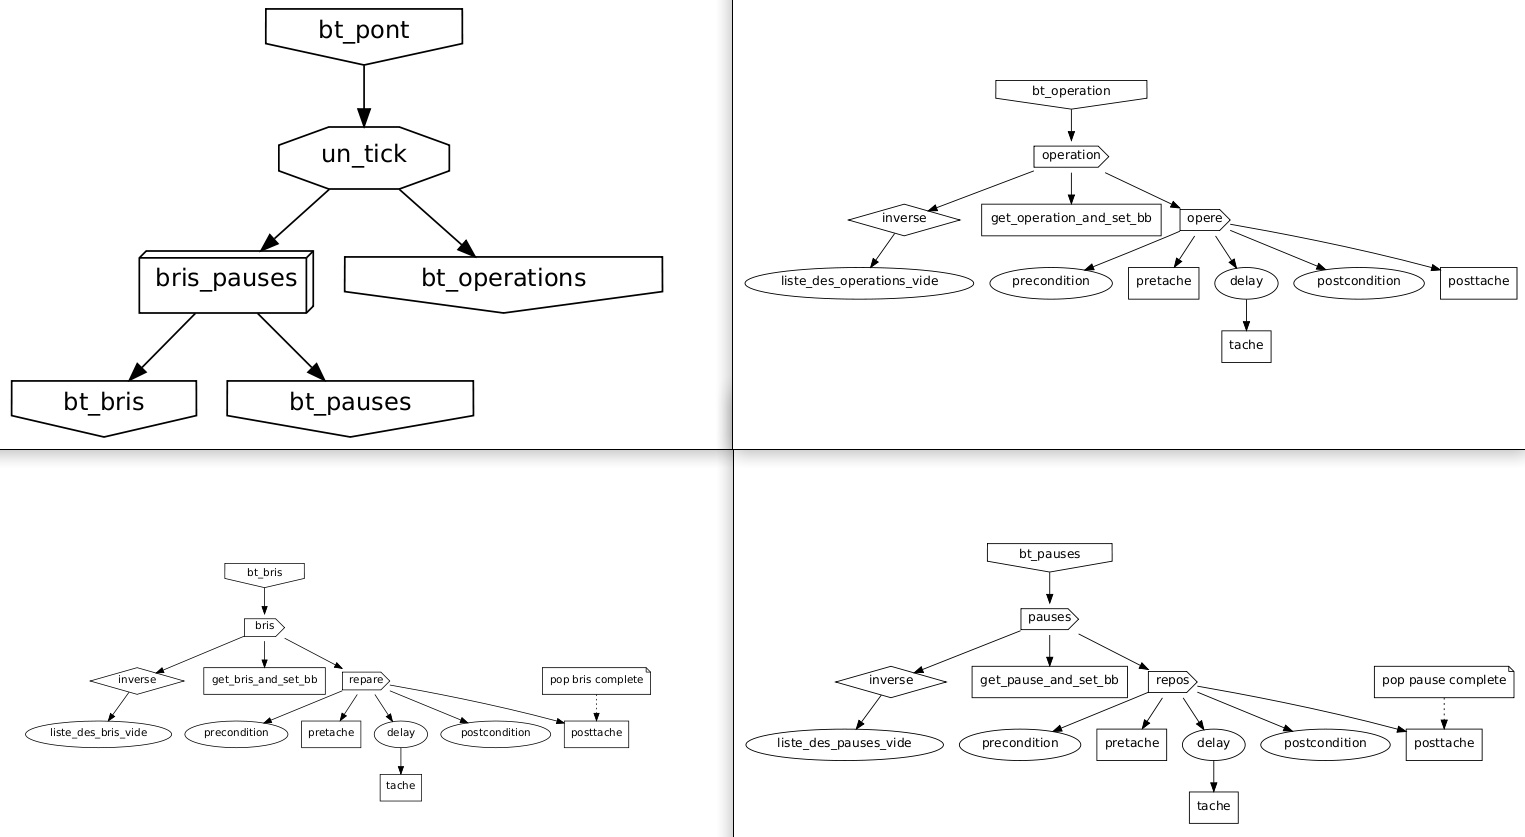 bt_pont
un_tick
bris_pauses
bt_operations
bt_bris
bt_pauses
bt_operation
operation
inverse
get_operation_and_set_bb
opere
liste_des_operations_vide
precondition
pretache
delay
postcondition
posttache
tache
bt_bris
bris
inverse
get_bris_and_set_bb
repare
pop bris complete
liste_des_bris_vide
precondition
pretache
delay
postcondition
posttache
tache
bt_pauses
pauses
inverse
get_pause_and_set_bb
repos
pop pause complete
liste_des_pauses_vide
precondition
pretache
delay
postcondition
posttache
tache